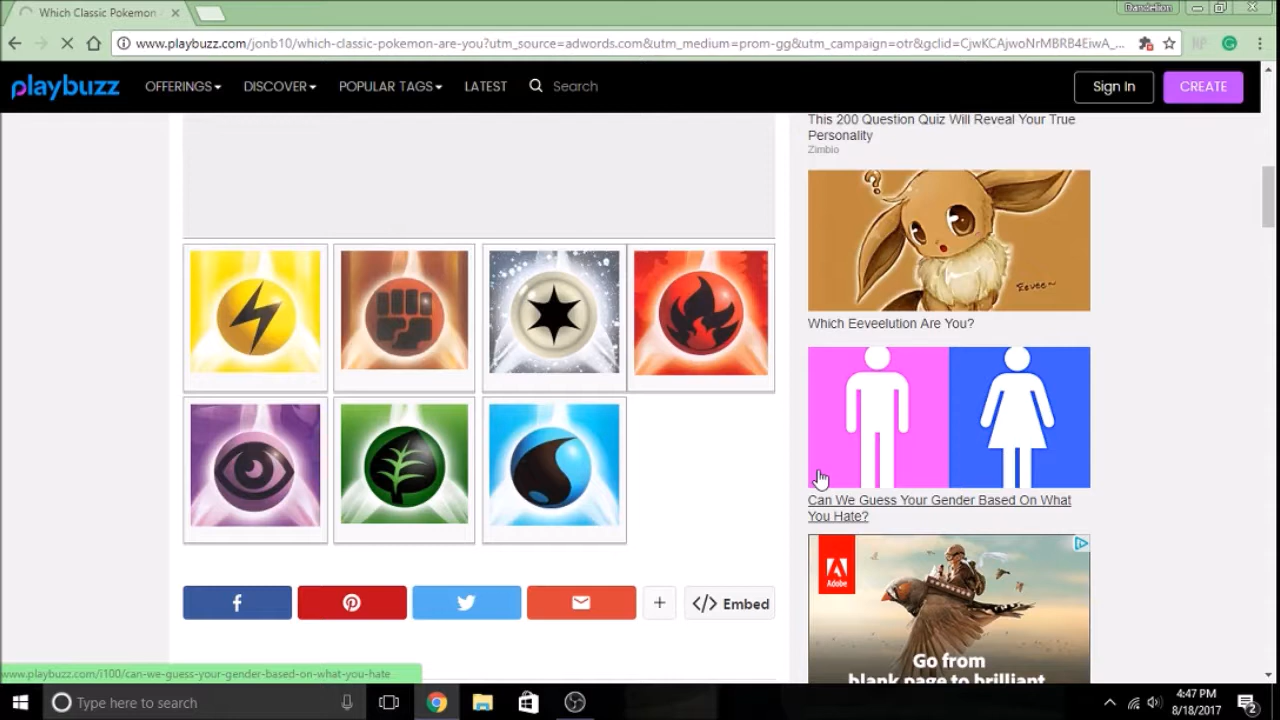 Which Classic Pokemon
Dandelion
www.playbuzz.com/jonb10/which-classic-pokemon-are-you?utm_source=adwords.com&utm_medium=prom-gg&utm_campaign=otr&gclid=CjwKCAjwoNrMBRB4EiwA_...
playbuzz
OFFERINGS
DISCOVER
POPULAR TAGS
LATEST
Search
Sign In
CREATE
This 200 Question Quiz Will Reveal Your True
Personality
Zimbio
Eevee~
Which Eeveelution Are You?
Can We Guess Your Gender Based On What
You Hate?
Adobe
Go from
blank page to brilliant
</> Embed
www.playbuzz.com/i100/can-we-guess-your-gender-based-on-what-you-hate
Type here to search
4:47 PM
8/18/2017
2